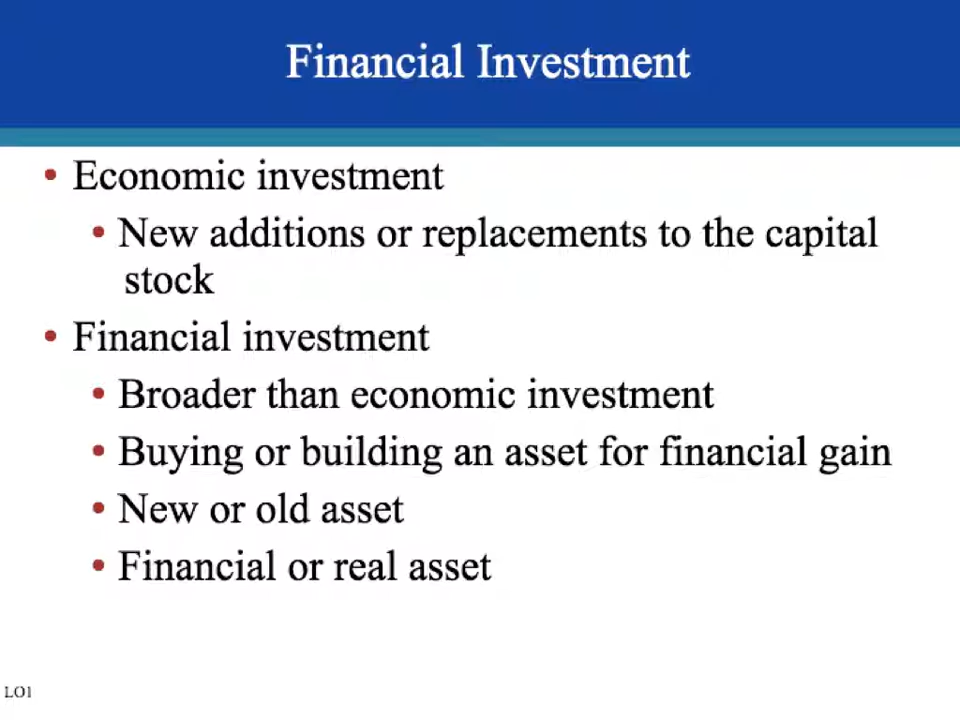 Financial Investment
• Economic investment
• New additions or replacements to the capital
stock
• Financial investment
• Broader than economic investment
• Buying or building an asset for financial gain
• New or old asset
• Financial or real asset
LO1